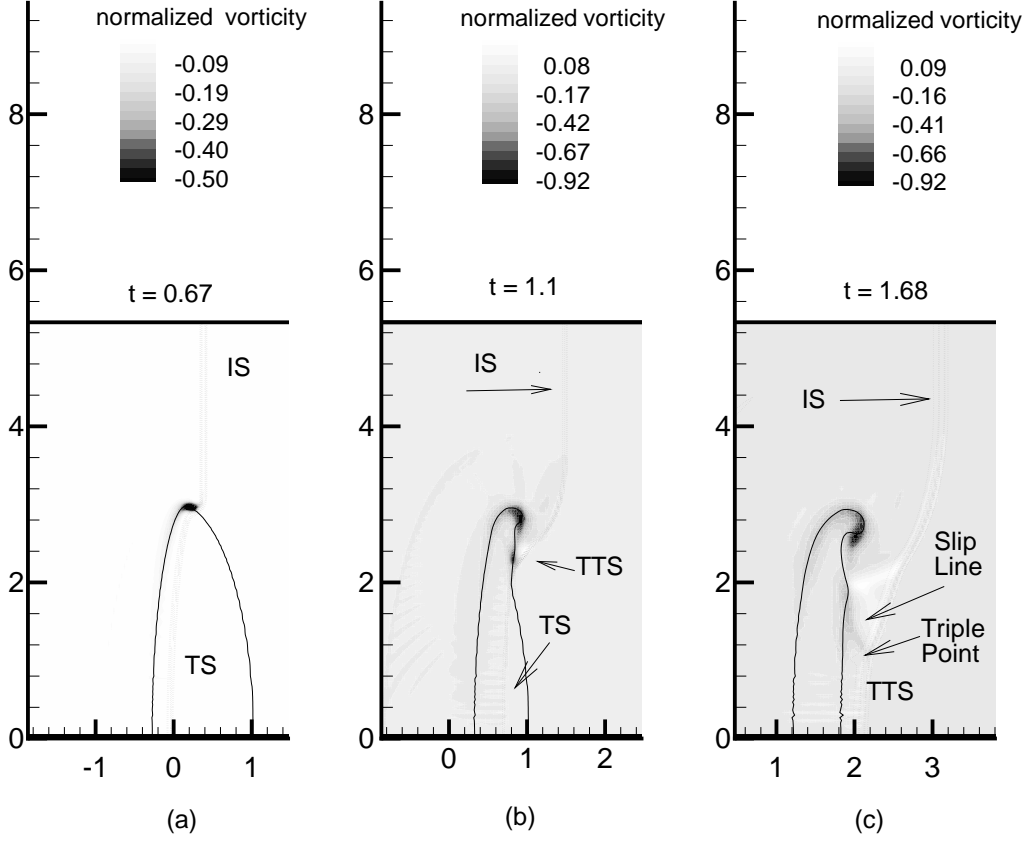 normalized vorticity
-0.09
-0.19
-0.29
-0.40
-0.50
8
6
4
2
0
t = 0.67
IS
TS
-1
0
1
(a)
normalized vorticity
0.08
-0.17
-0.42
-0.67
-0.92
8
6
4
2
0
t = 1.1
IS
TTS
TS
0
1
2
(b)
normalized vorticity
0.09
-0.16
-0.41
-0.66
-0.92
8
6
4
2
0
t = 1.68
IS
Slip
Line
Triple
Point
TTS
1
2
3
(c)